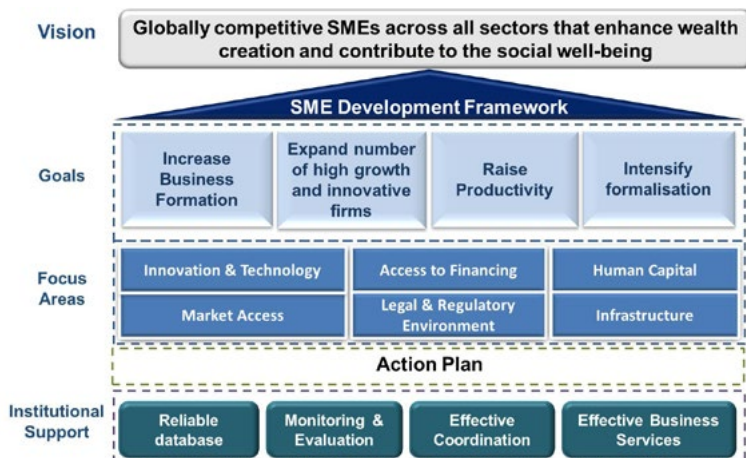 Vision
Globally competitive SMEs across all sectors that enhance wealth
creation and contribute to the social well-being
SME Development Framework
Goals
Increase
Business
Formation
Expand number
of high growth
and innovative
firms
Raise
Productivity
Intensify
formalisation
Focus
Areas
Innovation & Technology
Access to Financing
Human Capital
Market Access
Legal & Regulatory
Environment
Infrastructure
Action Plan
Institutional
Support
Reliable
database
Monitoring &
Evaluation
Effective
Coordination
Effective Business
Services